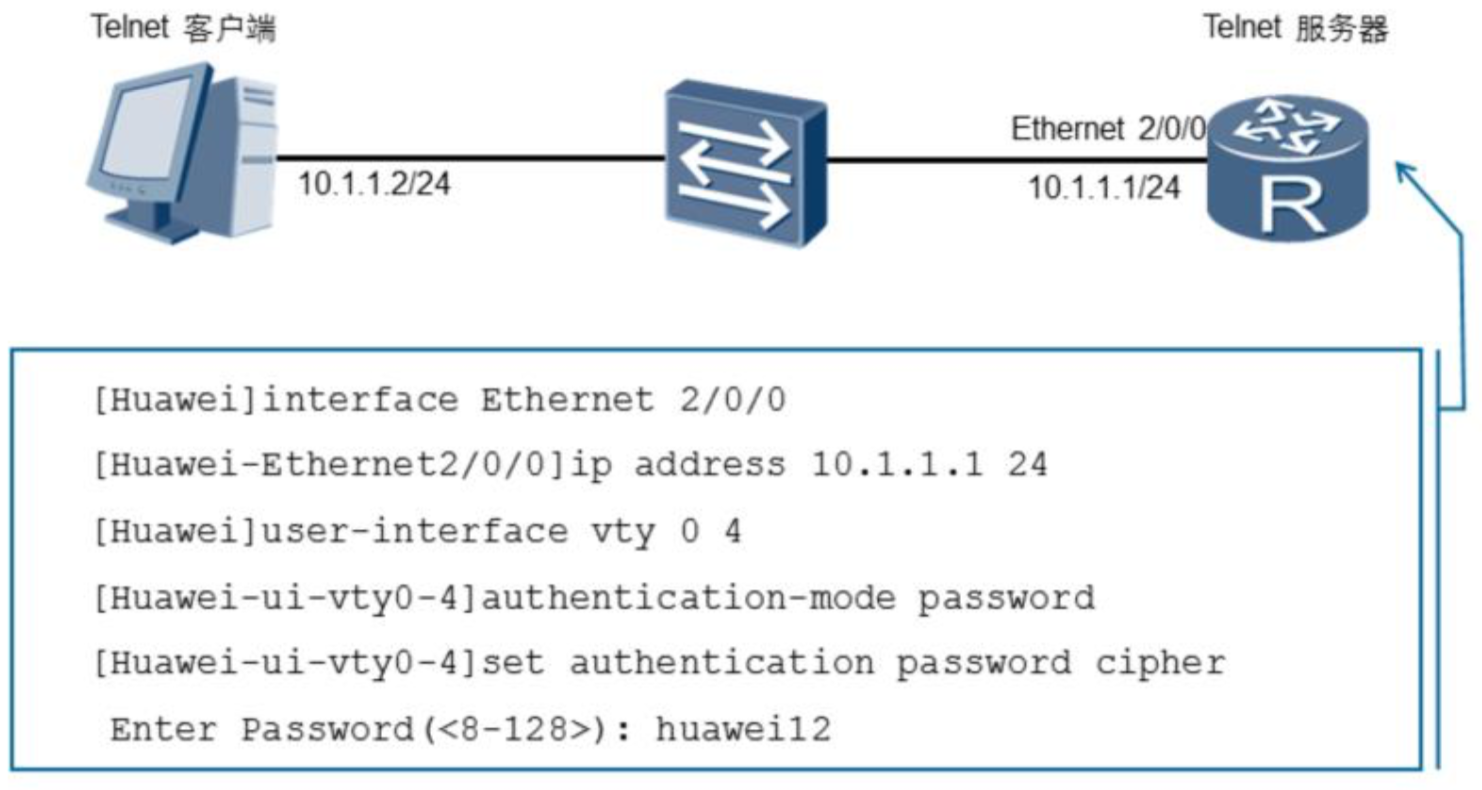 Telnet 客户端
Telnet 服务器
Ethernet 2/0/0
10.1.1.2/24
10.1.1.1/24
R
[Huawei]interface Ethernet 2/0/0
[Huawei-Ethernet2/0/0]ip address 10.1.1.1 24
[Huawei]user-interface vty 0 4
[Huawei-ui-vty0-4]authentication-mode password
[Huawei-ui-vty0-4]set authentication password cipher
Enter Password(<8-128>): huawei12